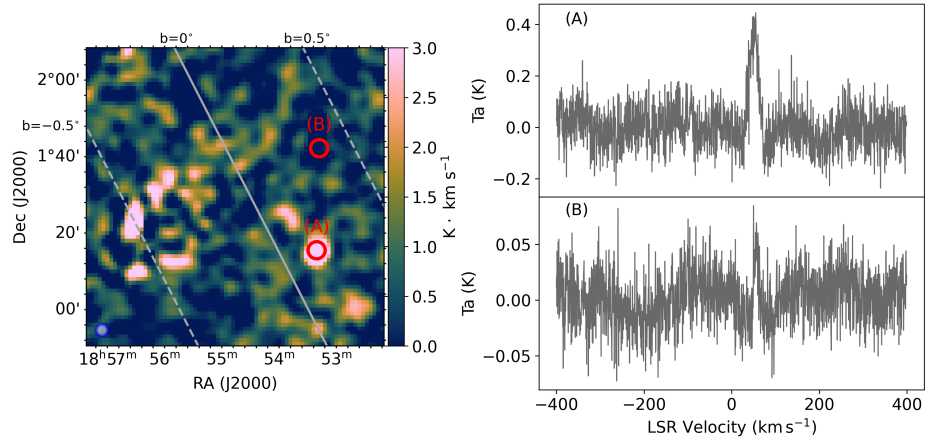 b=0°
b=0.5°
b=−0.5°
2°00'
1°40'
20'
00'
Dec (J2000)
18ʰ57ᵐ
56ᵐ
55ᵐ
54ᵐ
53ᵐ
RA (J2000)
(B)
(A)
3.0
2.5
2.0
1.5
1.0
0.5
0.0
K · km s⁻¹
(A)
0.4
0.2
0.0
−0.2
Ta (K)
(B)
0.05
0.00
−0.05
Ta (K)
−400
−200
0
200
400
LSR Velocity (km s⁻¹)